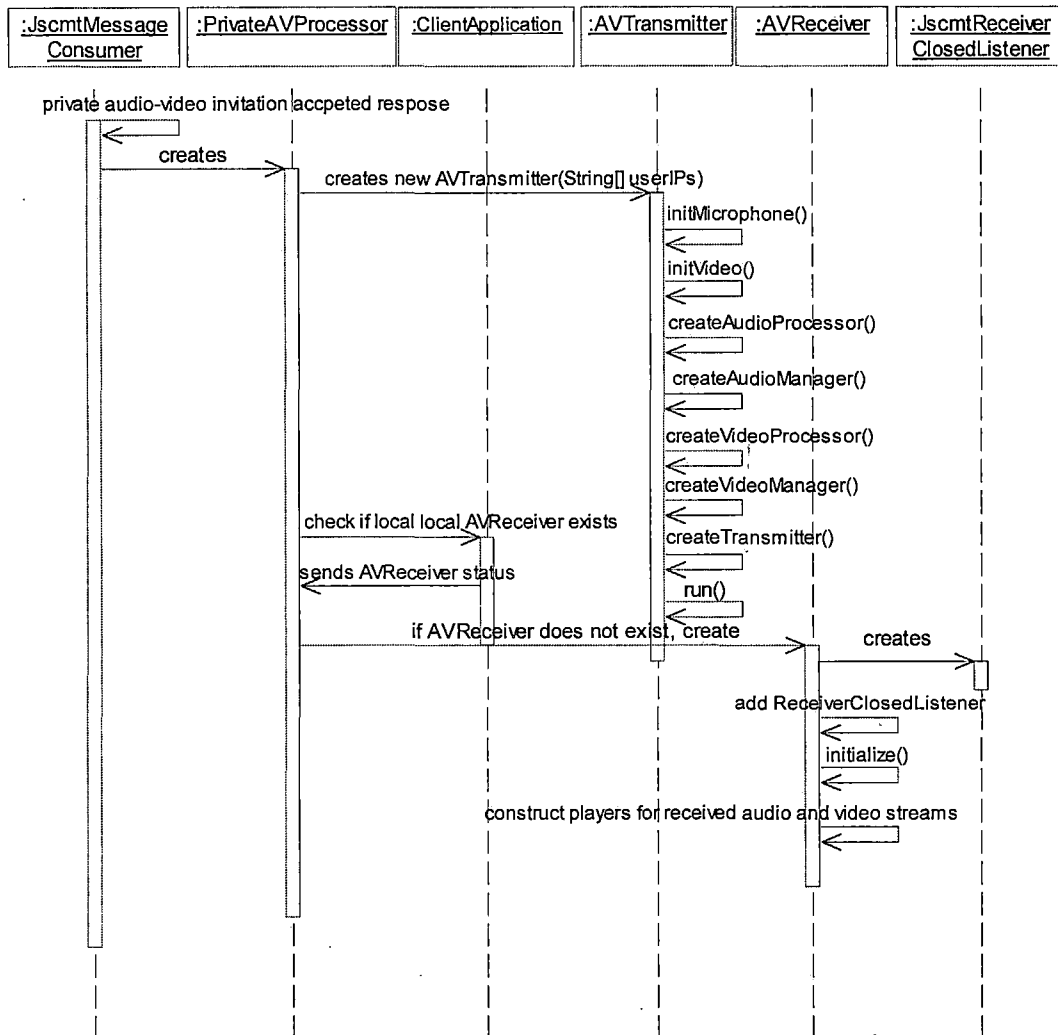 :JscmtMessage
Consumer
:PrivateAVProcessor
:ClientApplication
:AVTransmitter
:AVReceiver
:JscmtReceiver
ClosedListener
private audio-video invitation accpeted respose
creates
creates new AVTransmitter(String[] userIPs)
initMicrophone()
initVideo()
createAudioProcessor()
createAudioManager()
createVideoProcessor()
createVideoManager()
check if local local AVReceiver exists
createTransmitter()
sends AVReceiver status
run()
if AVReceiver does not exist, create
creates
add ReceiverClosedListener
initialize()
construct players for received audio and video streams